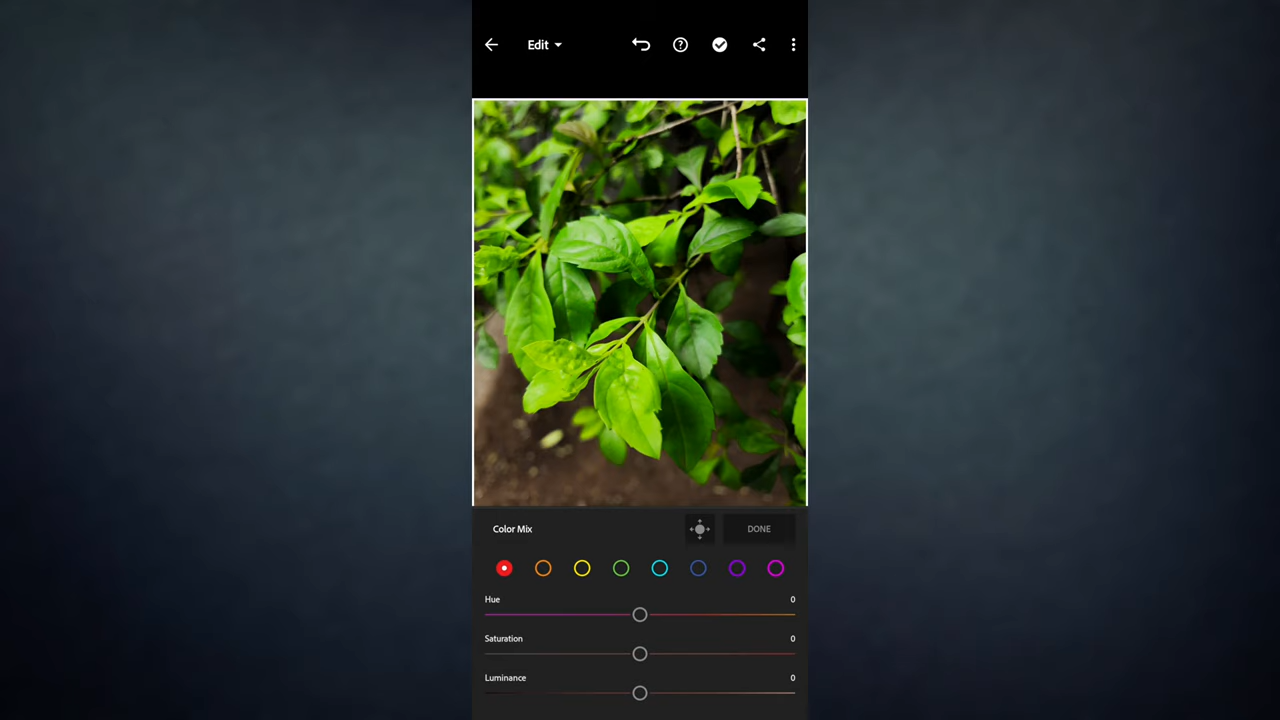 Edit
Color Mix
DONE
Hue 0
Saturation 0
Luminance 0